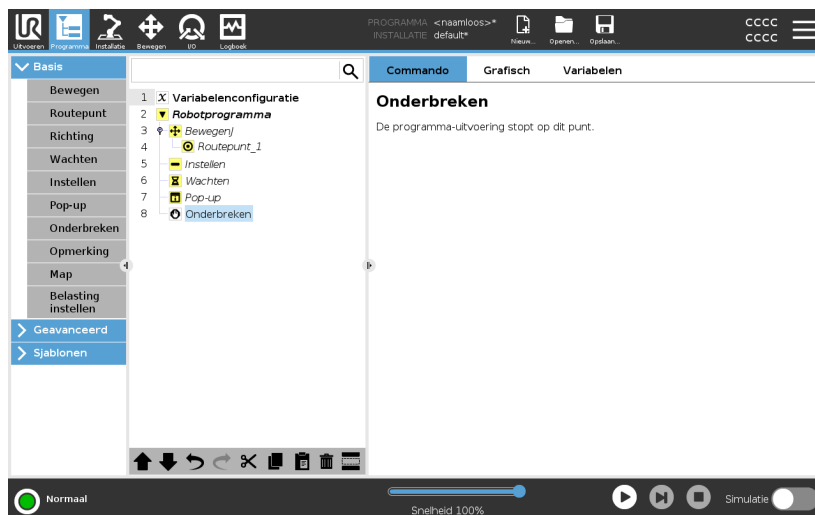 UR
PROGRAMMA <naamloos>*
INSTALLATIE default*
CCCC
CCCC
Uitvoeren Programma Installatie Bewegen I/O Logboek
Nieuw... Openen... Opslaan...
Basis
Bewegen
Routepunt
Richting
Wachten
Instellen
Pop-up
Onderbreken
Opmerking
Map
Belasting
instellen
Geavanceerd
Sjablonen
1 X Variabelenconfiguratie
2 Robotprogramma
3 BewegenJ
4 Routepunt_1
5 Instellen
6 Wachten
7 Pop-up
8 Onderbreken
Commando Grafisch Variabelen
Onderbreken
De programma-uitvoering stopt op dit punt.
Normaal
Snelheid 100%
Simulatie